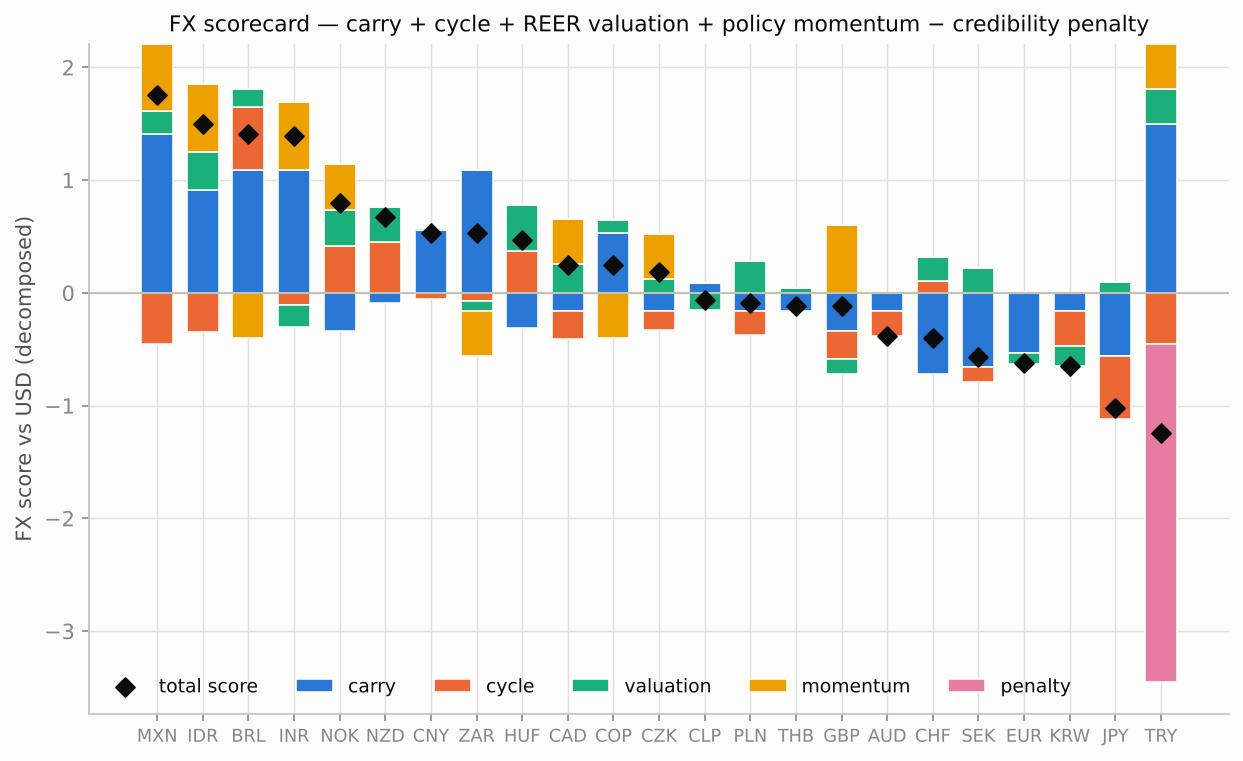 FX scorecard — carry + cycle + REER valuation + policy momentum − credibility penalty
FX score vs USD (decomposed)
2
1
0
−1
−2
−3
total score
carry
cycle
valuation
momentum
penalty
MXN IDR BRL INR NOK NZD CNY ZAR HUF CAD COP CZK CLP PLN THB GBP AUD CHF SEK EUR KRW JPY TRY